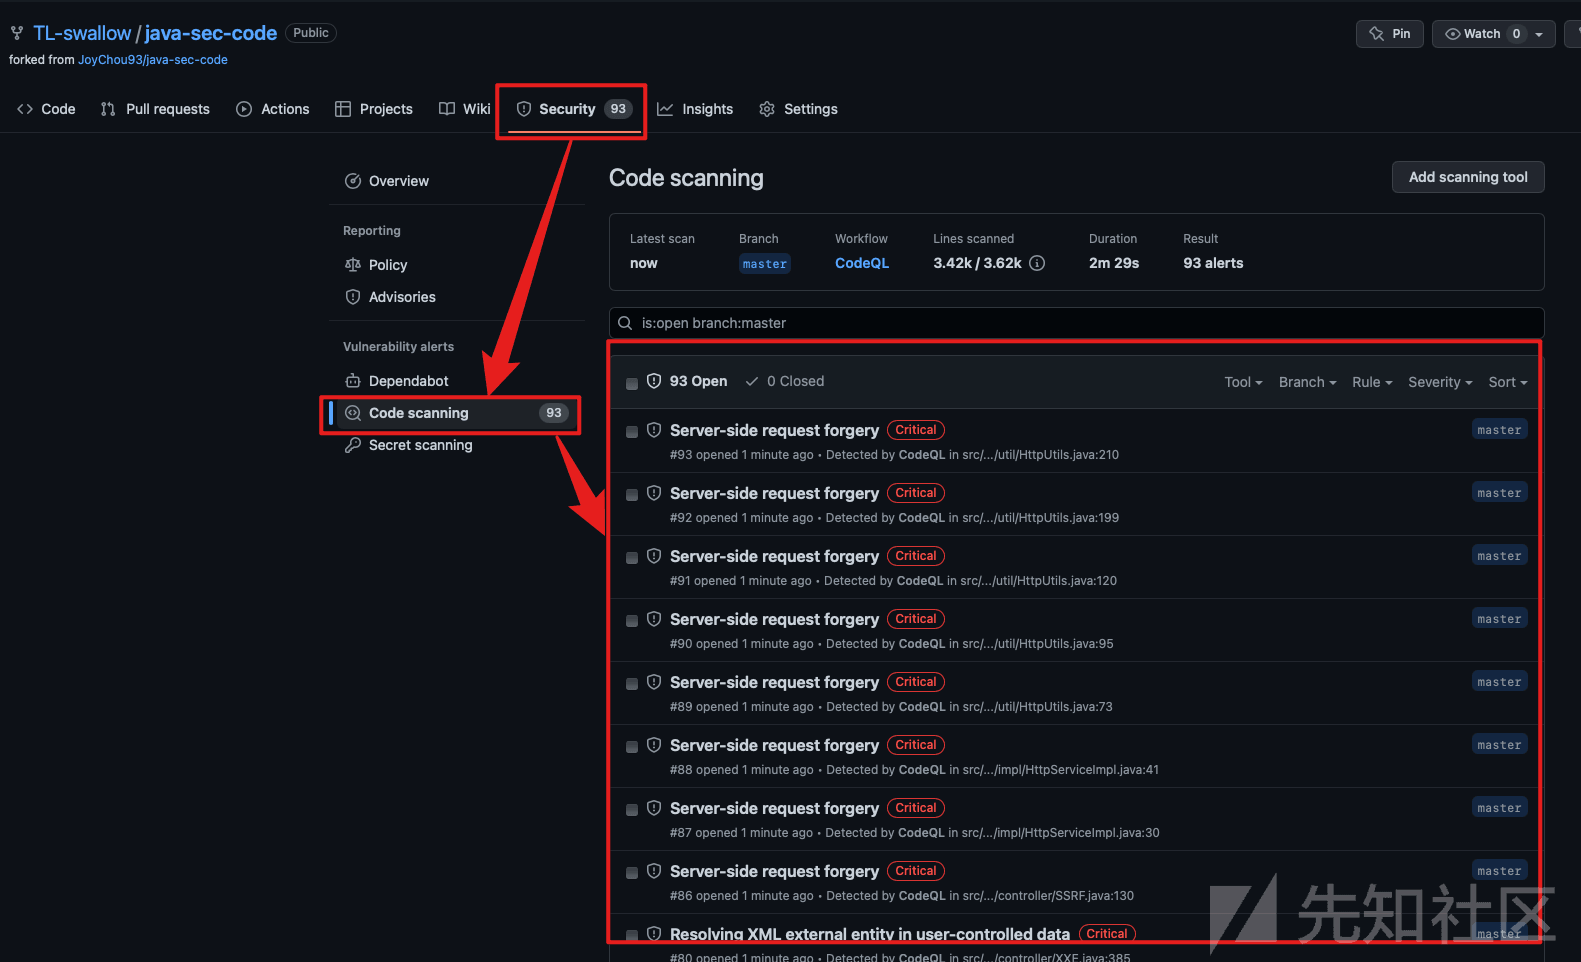 TL-swallow / java-sec-code Public
Pin
Watch 0
forked from JoyChou93/java-sec-code
Code
Pull requests
Actions
Projects
Wiki
Security 93
Insights
Settings
Overview
Reporting
Policy
Advisories
Vulnerability alerts
Dependabot
Code scanning 93
Secret scanning
Code scanning
Add scanning tool
Latest scan Branch Workflow Lines scanned Duration Result
now master CodeQL 3.42k / 3.62k 2m 29s 93 alerts
is:open branch:master
93 Open 0 Closed Tool Branch Rule Severity Sort
Server-side request forgery Critical master
#93 opened 1 minute ago • Detected by CodeQL in src/.../util/HttpUtils.java:210
Server-side request forgery Critical master
#92 opened 1 minute ago • Detected by CodeQL in src/.../util/HttpUtils.java:199
Server-side request forgery Critical master
#91 opened 1 minute ago • Detected by CodeQL in src/.../util/HttpUtils.java:120
Server-side request forgery Critical master
#90 opened 1 minute ago • Detected by CodeQL in src/.../util/HttpUtils.java:95
Server-side request forgery Critical master
#89 opened 1 minute ago • Detected by CodeQL in src/.../util/HttpUtils.java:73
Server-side request forgery Critical master
#88 opened 1 minute ago • Detected by CodeQL in src/.../impl/HttpServiceImpl.java:41
Server-side request forgery Critical master
#87 opened 1 minute ago • Detected by CodeQL in src/.../impl/HttpServiceImpl.java:30
Server-side request forgery Critical master
#86 opened 1 minute ago • Detected by CodeQL in src/.../controller/SSRF.java:130
Resolving XML external entity in user-controlled data Critical master
#80 opened 1 minute ago • Detected by CodeQL in src/.../controller/XXE.java:385
先知社区